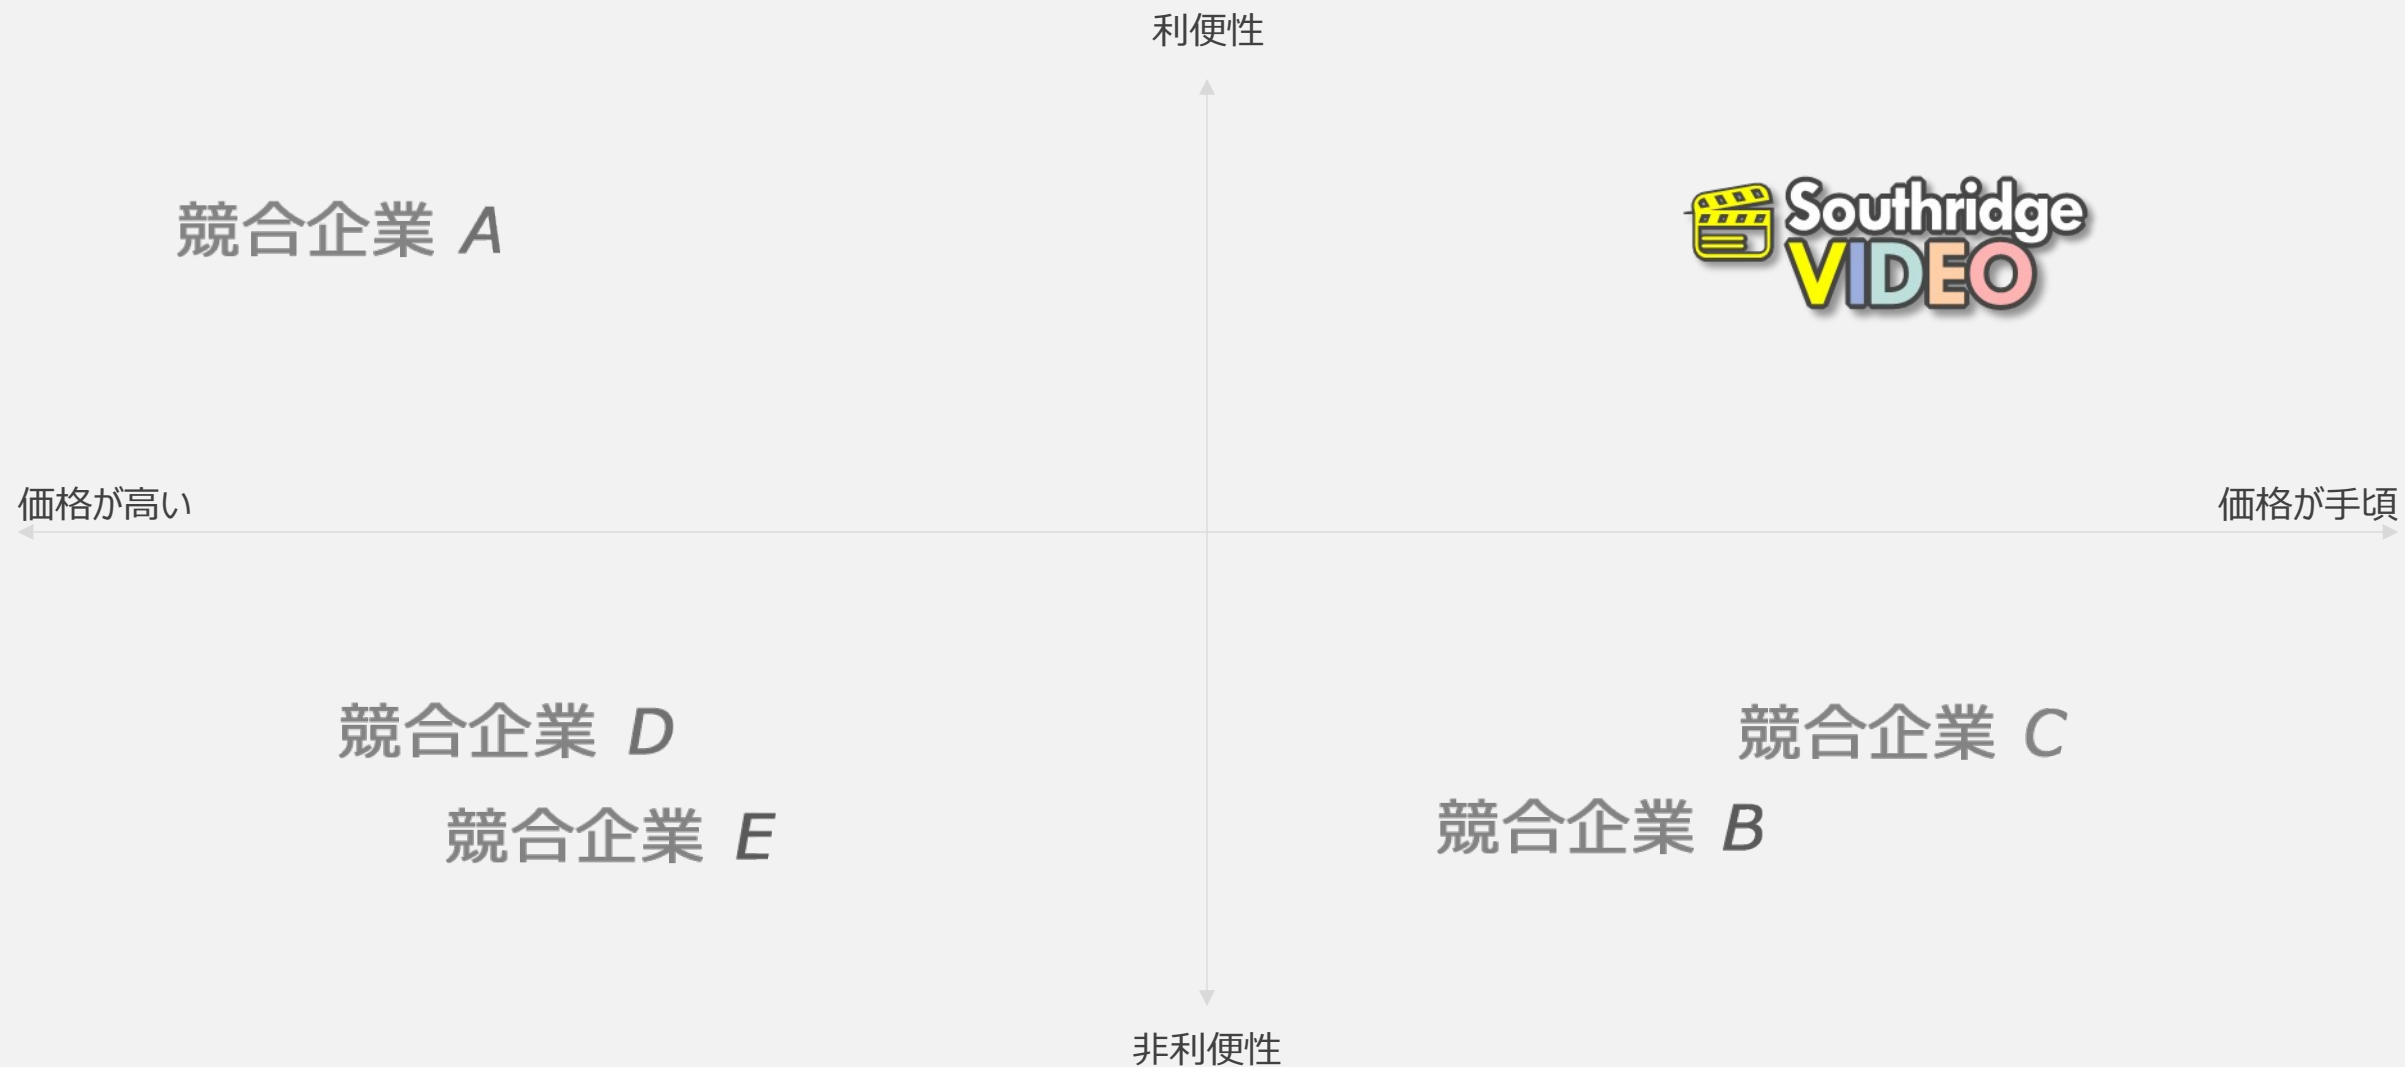 利便性
競合企業 A
Southridge
VIDEO
価格が高い
価格が手頃
競合企業 D
競合企業 C
競合企業 B
競合企業 E
非利便性